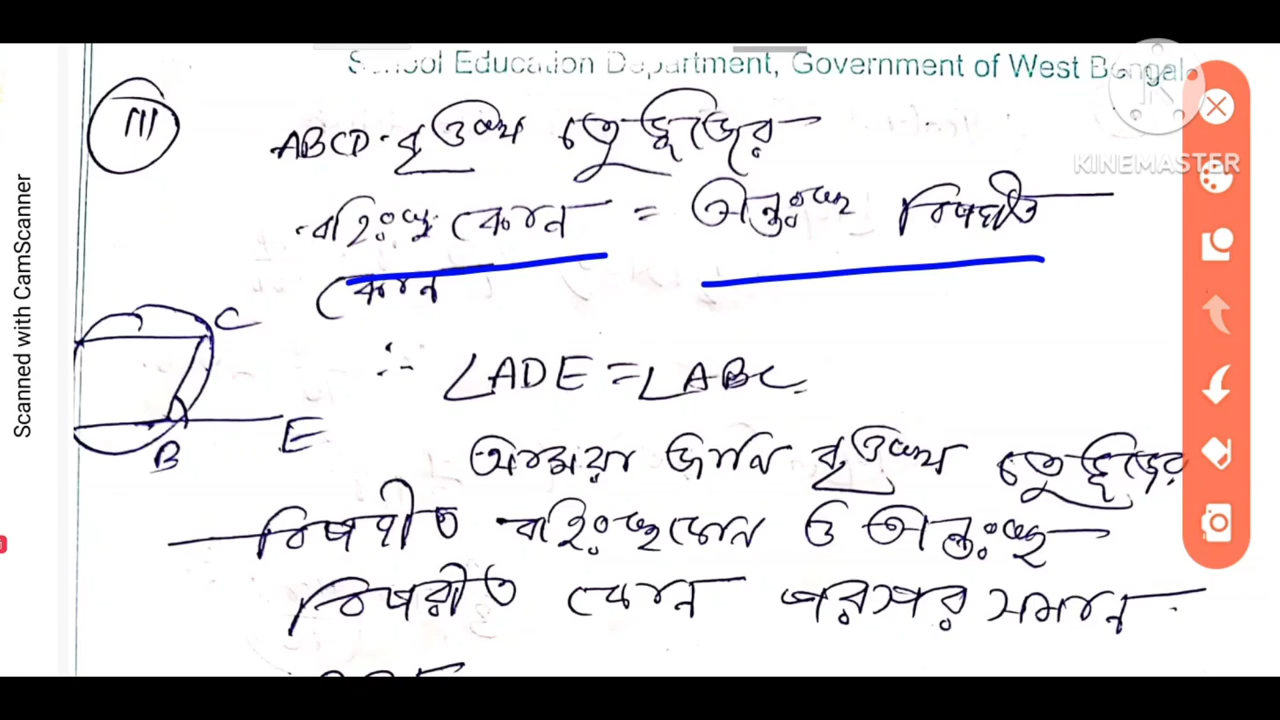 School Education Department, Government of West Bengal
KINEMASTER
Scanned with CamScanner
III
ABCD বৃত্তস্থ চতুর্ভুজের
বহিঃস্থ কোন = অন্তঃস্থ বিপরীত
কোন
∴ ∠ADE = ∠ABC
C
E
B
আমরা জানি বৃত্তস্থ চতুর্ভুজের
বিপরীত বহিঃস্থ কোন ও অন্তঃস্থ
বিপরীত কোন পরস্পর সমান